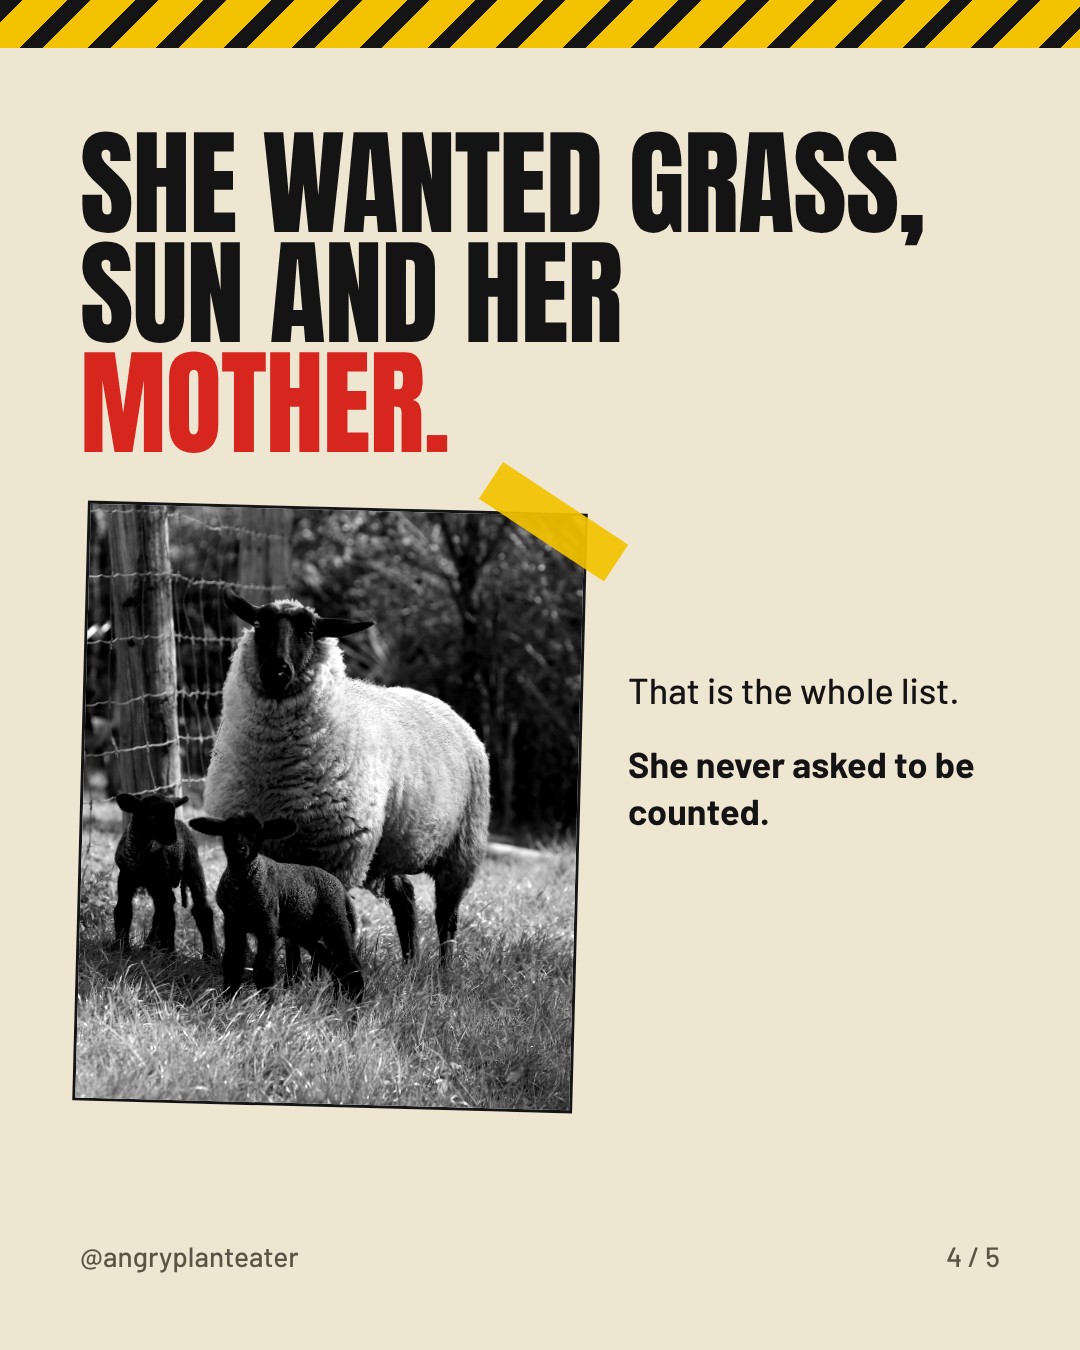 SHE WANTED GRASS,
SUN AND HER
MOTHER.
That is the whole list.
She never asked to be
counted.
@angryplanteater
4 / 5